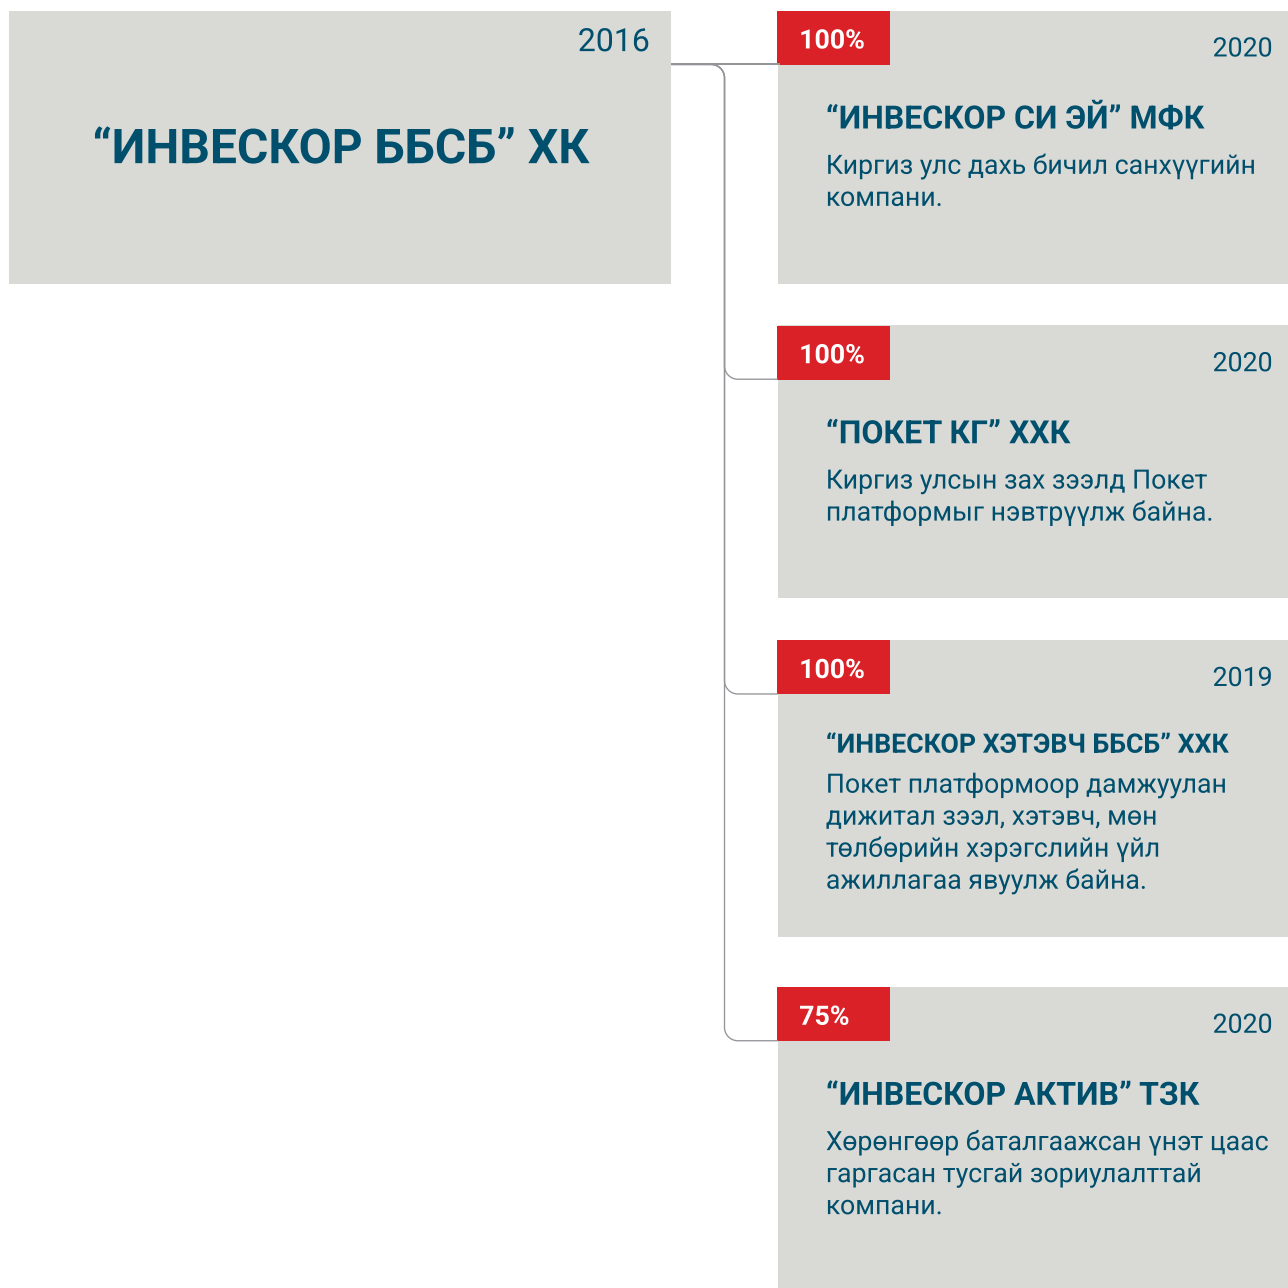 2016
“ИНВЕСКОР ББСБ” ХК
100%
2020
“ИНВЕСКОР СИ ЭЙ” МФК
Киргиз улс дахь бичил санхүүгийн
компани.
100%
2020
“ПОКЕТ КГ” ХХК
Киргиз улсын зах зээлд Покет
платформыг нэвтрүүлж байна.
100%
2019
“ИНВЕСКОР ХЭТЭВЧ ББСБ” ХХК
Покет платформоор дамжуулан
дижитал зээл, хэтэвч, мөн
төлбөрийн хэрэгслийн үйл
ажиллагаа явуулж байна.
75%
2020
“ИНВЕСКОР АКТИВ” ТЗК
Хөрөнгөөр баталгаажсан үнэт цаас
гаргасан тусгай зориулалттай
компани.